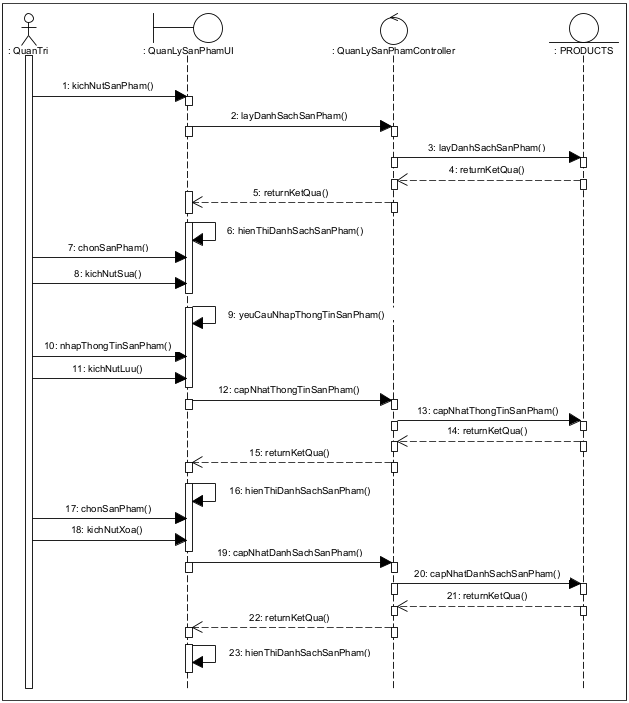 : QuanTri
: QuanLySanPhamUI
: QuanLySanPhamController
: PRODUCTS
1: kichNutSanPham()
2: layDanhSachSanPham()
3: layDanhSachSanPham()
4: returnKetQua()
5: returnKetQua()
6: hienThiDanhSachSanPham()
7: chonSanPham()
8: kichNutSua()
9: yeuCauNhapThongTinSanPham()
10: nhapThongTinSanPham()
11: kichNutLuu()
12: capNhatThongTinSanPham()
13: capNhatThongTinSanPham()
14: returnKetQua()
15: returnKetQua()
16: hienThiDanhSachSanPham()
17: chonSanPham()
18: kichNutXoa()
19: capNhatDanhSachSanPham()
20: capNhatDanhSachSanPham()
21: returnKetQua()
22: returnKetQua()
23: hienThiDanhSachSanPham()